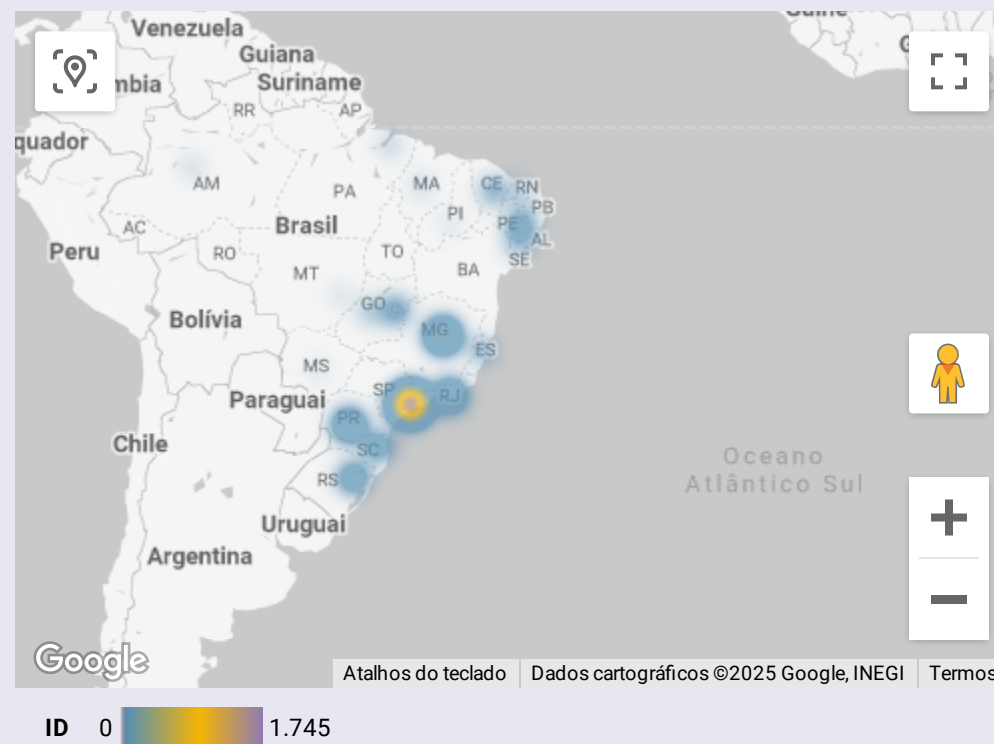 Venezuela
Guiana
mbia
Suriname
RR
AP
quador
AM
PA
MA
CE
RN
PB
PI
PE
AC
Brasil
AL
Peru
RO
TO
SE
BA
MT
GO
Bolívia
MG
ES
MS
SP
RJ
Paraguai
PR
Chile
SC
Oceano
Atlântico Sul
RS
Uruguai
Argentina
Google
Atalhos do teclado
Dados cartográficos ©2025 Google, INEGI
Termos
ID 0 1.745